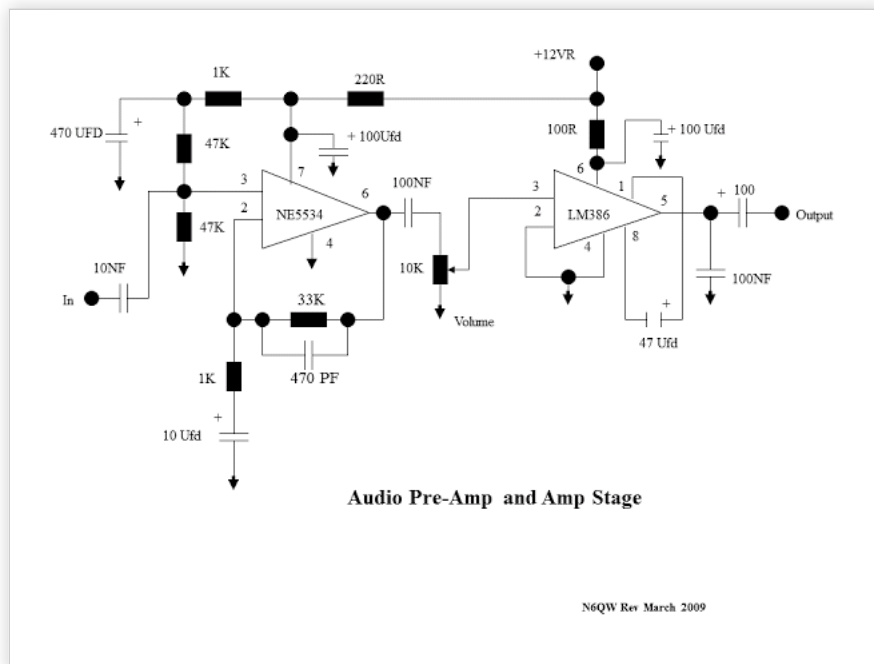 +12VR
1K
220R
470 UFD
+
47K
+ 100Ufd
100R
+ 100 Ufd
7
6
1
3
6
100NF
3
5
+ 100
NE5534
LM386
Output
2
2
47K
4
4
8
10NF
10K
100NF
In
33K
Volume
47 Ufd
+
1K
470 PF
+
10 Ufd
Audio Pre-Amp and Amp Stage
N6QW Rev March 2009